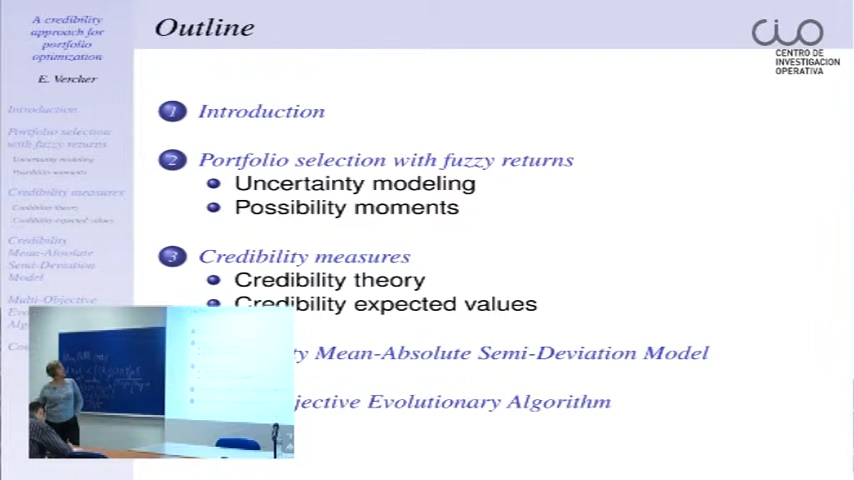 A credibility
approach for
portfolio
optimization
E. Vercher
Introduction
Portfolio selection
with fuzzy returns
Uncertainty modeling
Possibility moments
Credibility measures
Credibility theory
Credibility expected values
Credibility
Mean-Absolute
Semi-Deviation
Model
Multi-Objective
Outline
CIO
CENTRO DE
INVESTIGACION
OPERATIVA
1 Introduction
2 Portfolio selection with fuzzy returns
Uncertainty modeling
Possibility moments
3 Credibility measures
Credibility theory
Credibility expected values
ty Mean-Absolute Semi-Deviation Model
jective Evolutionary Algorithm